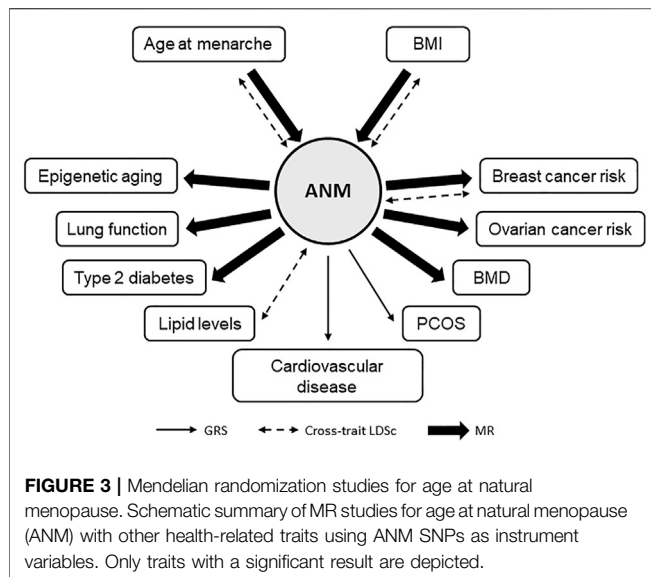 Age at menarche
BMI
Epigenetic aging
ANM
Breast cancer risk
Lung function
Ovarian cancer risk
Type 2 diabetes
BMD
Lipid levels
PCOS
Cardiovascular
disease
GRS
Cross-trait LDSc
MR
FIGURE 3 | Mendelian randomization studies for age at natural
menopause. Schematic summary of MR studies for age at natural menopause
(ANM) with other health-related traits using ANM SNPs as instrument
variables. Only traits with a significant result are depicted.